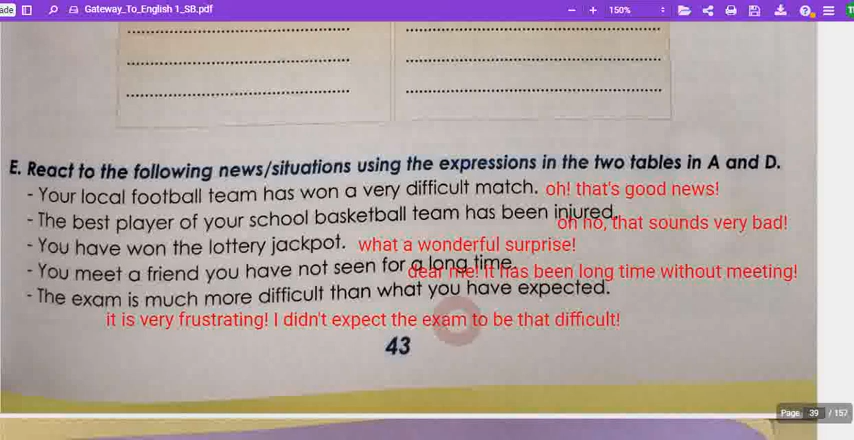 ade
Gateway_To_English 1_SB.pdf
150%
E. React to the following news/situations using the expressions in the two tables in A and D.
- Your local football team has won a very difficult match. oh! that's good news!
- The best player of your school basketball team has been injured. oh no, that sounds very bad!
- You have won the lottery jackpot. what a wonderful surprise!
- You meet a friend you have not seen for a long time. dear me! it has been long time without meeting!
- The exam is much more difficult than what you have expected.
it is very frustrating! I didn't expect the exam to be that difficult!
43
Page 39 / 157